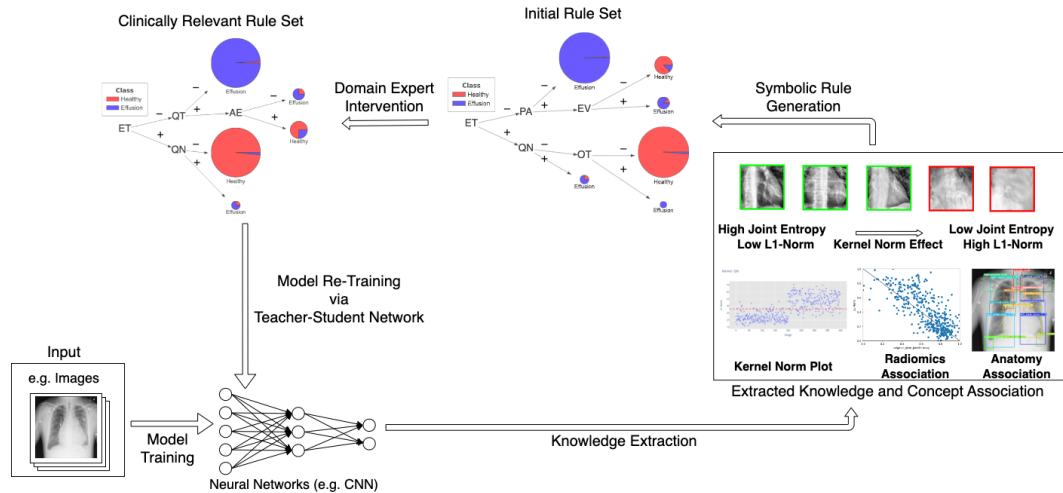 Clinically Relevant Rule Set
Class
Healthy
Effusion
ET
QT
AE
QN
−
+
−
+
−
+
−
+
Effusion
Effusion
Healthy
Healthy
Effusion
Domain Expert
Intervention
Initial Rule Set
Class
Healthy
Effusion
ET
PA
EV
QN
OT
−
+
−
+
−
+
−
+
−
+
Effusion
Healthy
Effusion
Effusion
Healthy
Effusion
Symbolic Rule
Generation
High Joint Entropy
Low L1-Norm
Kernel Norm Effect
Low Joint Entropy
High L1-Norm
Kernel Norm Plot
Radiomics
Association
Anatomy
Association
Extracted Knowledge and Concept Association
Model Re-Training
via
Teacher-Student Network
Input
e.g. Images
Model
Training
Neural Networks (e.g. CNN)
Knowledge Extraction